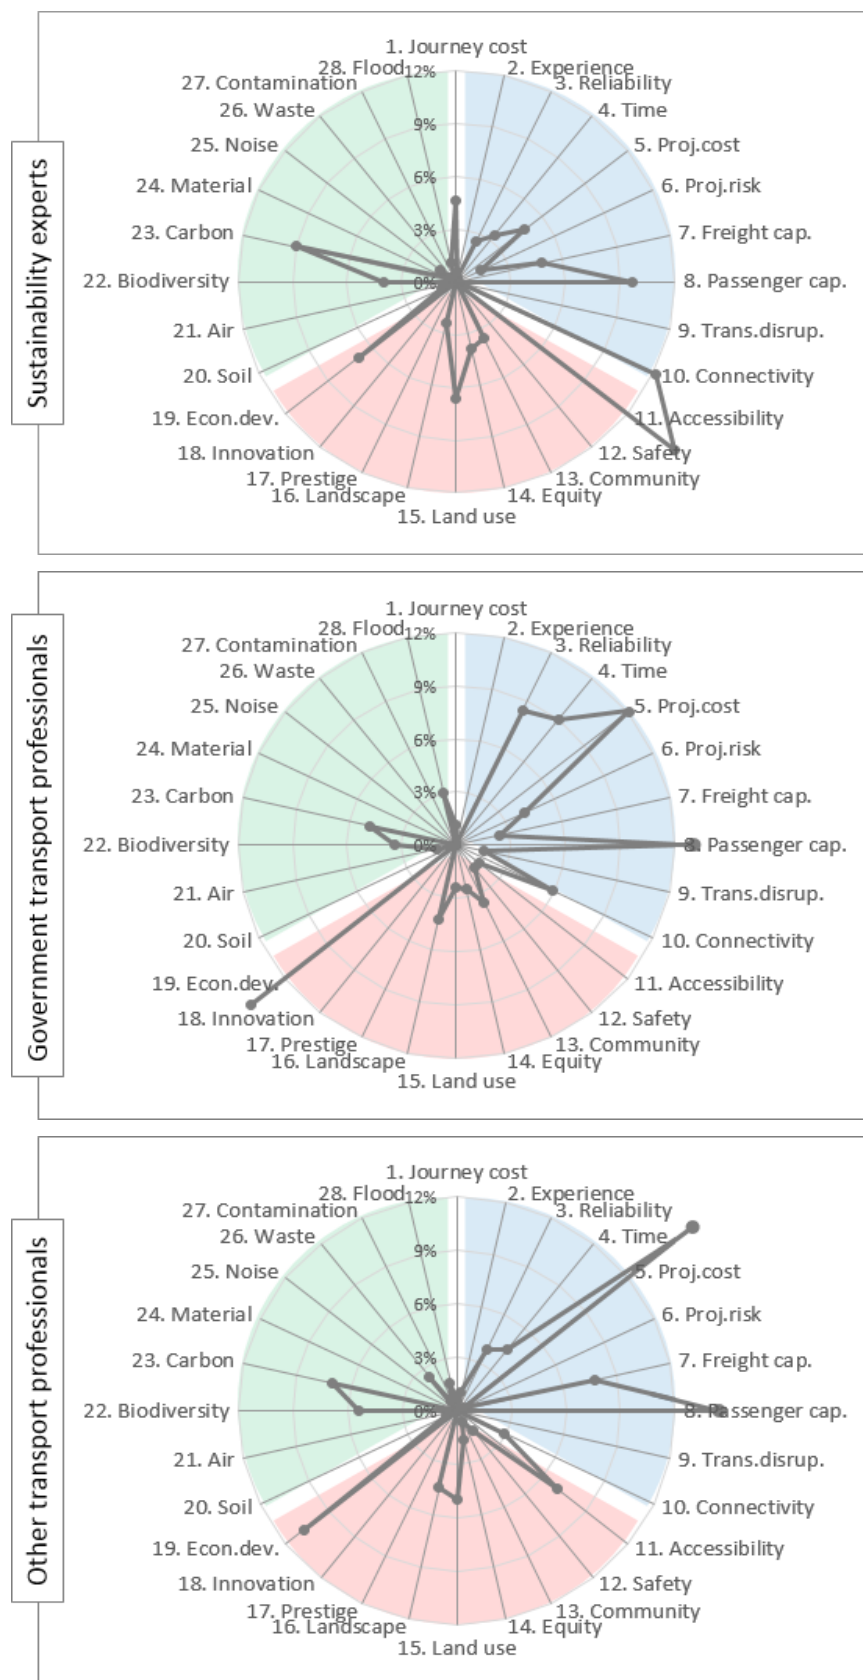 Sustainability experts
1. Journey cost
2. Experience
3. Reliability
4. Time
5. Proj.cost
6. Proj.risk
7. Freight cap.
8. Passenger cap.
9. Trans.disrup.
10. Connectivity
11. Accessibility
12. Safety
13. Community
14. Equity
15. Land use
16. Landscape
17. Prestige
18. Innovation
19. Econ.dev.
20. Soil
21. Air
22. Biodiversity
23. Carbon
24. Material
25. Noise
26. Waste
27. Contamination
28. Flood
12%
9%
6%
3%
0%
Government transport professionals
1. Journey cost
2. Experience
3. Reliability
4. Time
5. Proj.cost
6. Proj.risk
7. Freight cap.
8. Passenger cap.
9. Trans.disrup.
10. Connectivity
11. Accessibility
12. Safety
13. Community
14. Equity
15. Land use
16. Landscape
17. Prestige
18. Innovation
19. Econ.dev.
20. Soil
21. Air
22. Biodiversity
23. Carbon
24. Material
25. Noise
26. Waste
27. Contamination
28. Flood
12%
9%
6%
3%
0%
Other transport professionals
1. Journey cost
2. Experience
3. Reliability
4. Time
5. Proj.cost
6. Proj.risk
7. Freight cap.
8. Passenger cap.
9. Trans.disrup.
10. Connectivity
11. Accessibility
12. Safety
13. Community
14. Equity
15. Land use
16. Landscape
17. Prestige
18. Innovation
19. Econ.dev.
20. Soil
21. Air
22. Biodiversity
23. Carbon
24. Material
25. Noise
26. Waste
27. Contamination
28. Flood
12%
9%
6%
3%
0%